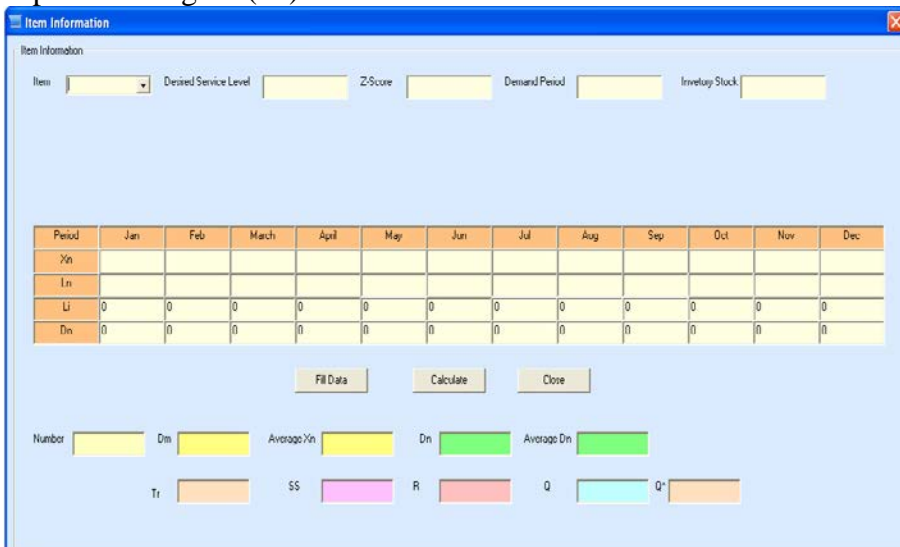 Item Information
Item Information
Item Desired Service Level Z-Score Demand Period Invetory Stock
Period Jan Feb March April May Jun Jul Aug Sep Oct Nov Dec
Xn
Ln
Li 0 0 0 0 0 0 0 0 0 0 0 0
Dn 0 0 0 0 0 0 0 0 0 0 0 0
Fill Data Calculate Close
Number Dm Average Xn Dn Average Dn
Tr SS R Q Q*